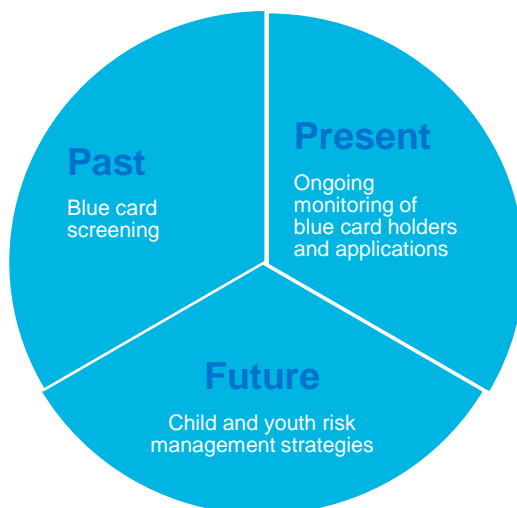 Past
Blue card
screening
Present
Ongoing
monitoring of
blue card holders
and applications
Future
Child and youth risk
management strategies